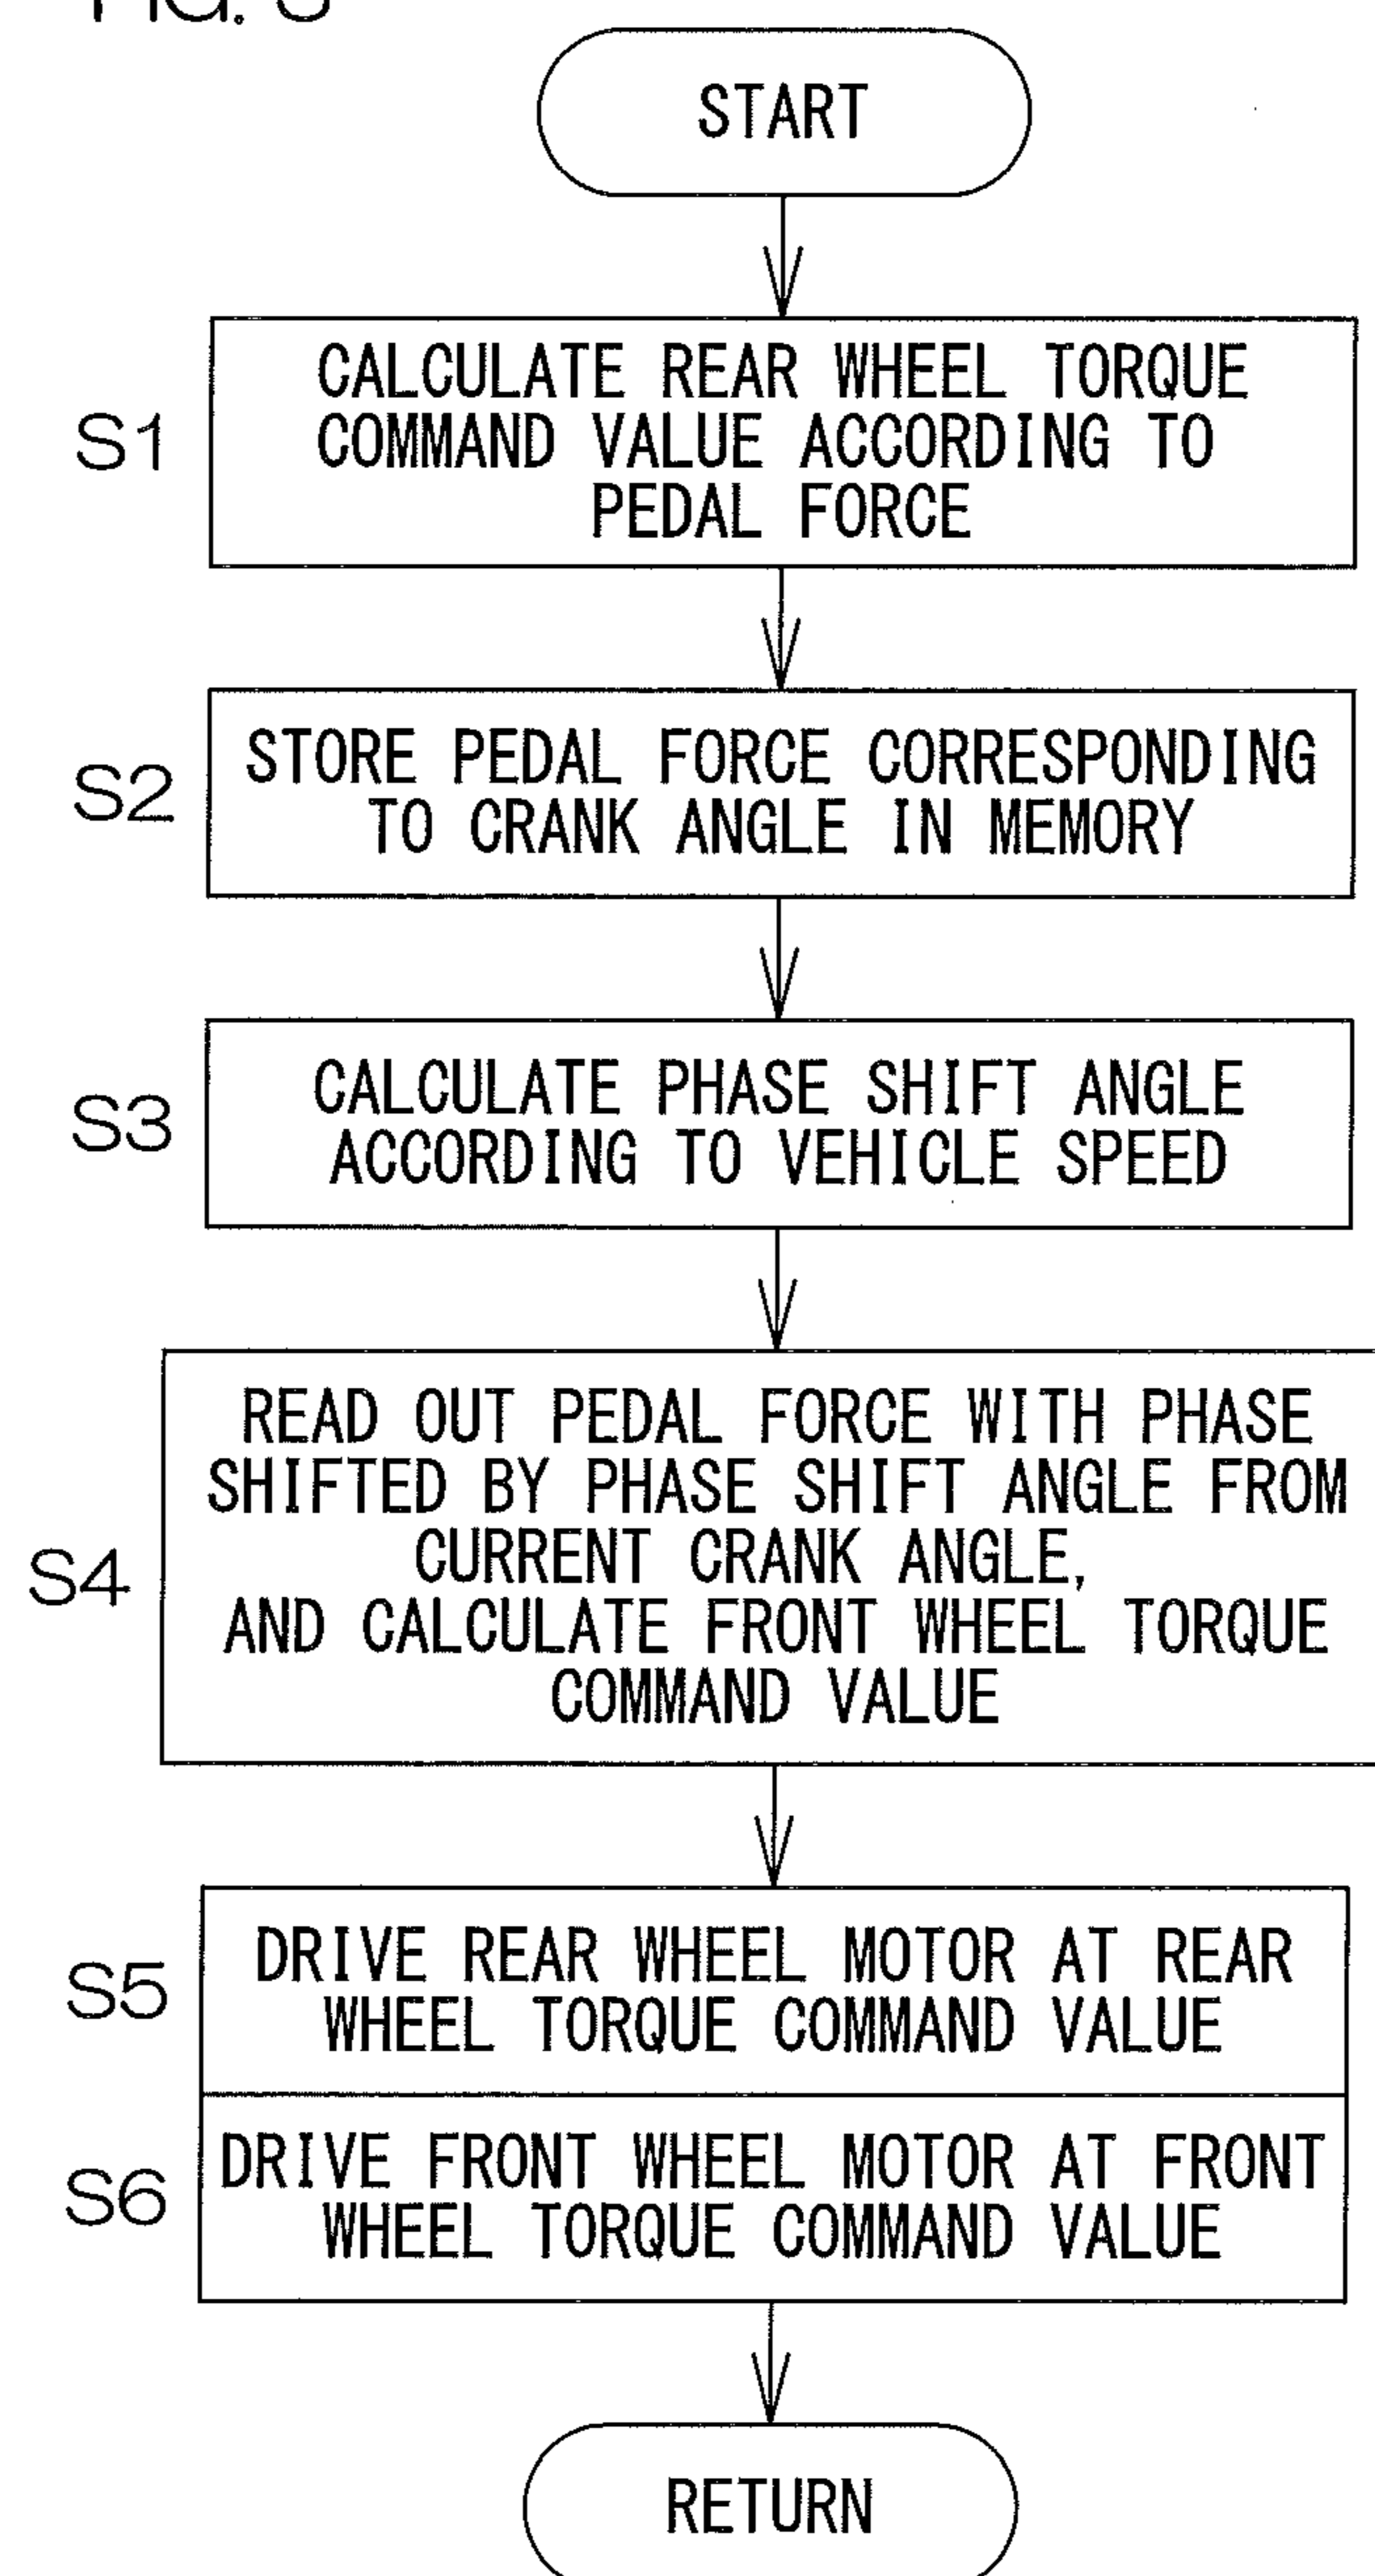 FIG.
START
S1
CALCULATE REAR WHEEL TORQUE
COMMAND VALUE ACCORDING TO
PEDAL FORCE
S2
STORE PEDAL FORCE CORRESPONDING
TO CRANK ANGLE IN MEMORY
S3
CALCULATE PHASE SHIFT ANGLE
ACCORDING TO VEHICLE SPEED
S4
READ OUT PEDAL FORCE WITH PHASE
SHIFTED BY PHASE SHIFT ANGLE FROM
CURRENT CRANK ANGLE,
AND CALCULATE FRONT WHEEL TORQUE
COMMAND VALUE
S5
DRIVE REAR WHEEL MOTOR AT REAR
WHEEL TORQUE COMMAND VALUE
S6
DRIVE FRONT WHEEL MOTOR AT FRONT
WHEEL TORQUE COMMAND VALUE
RETURN